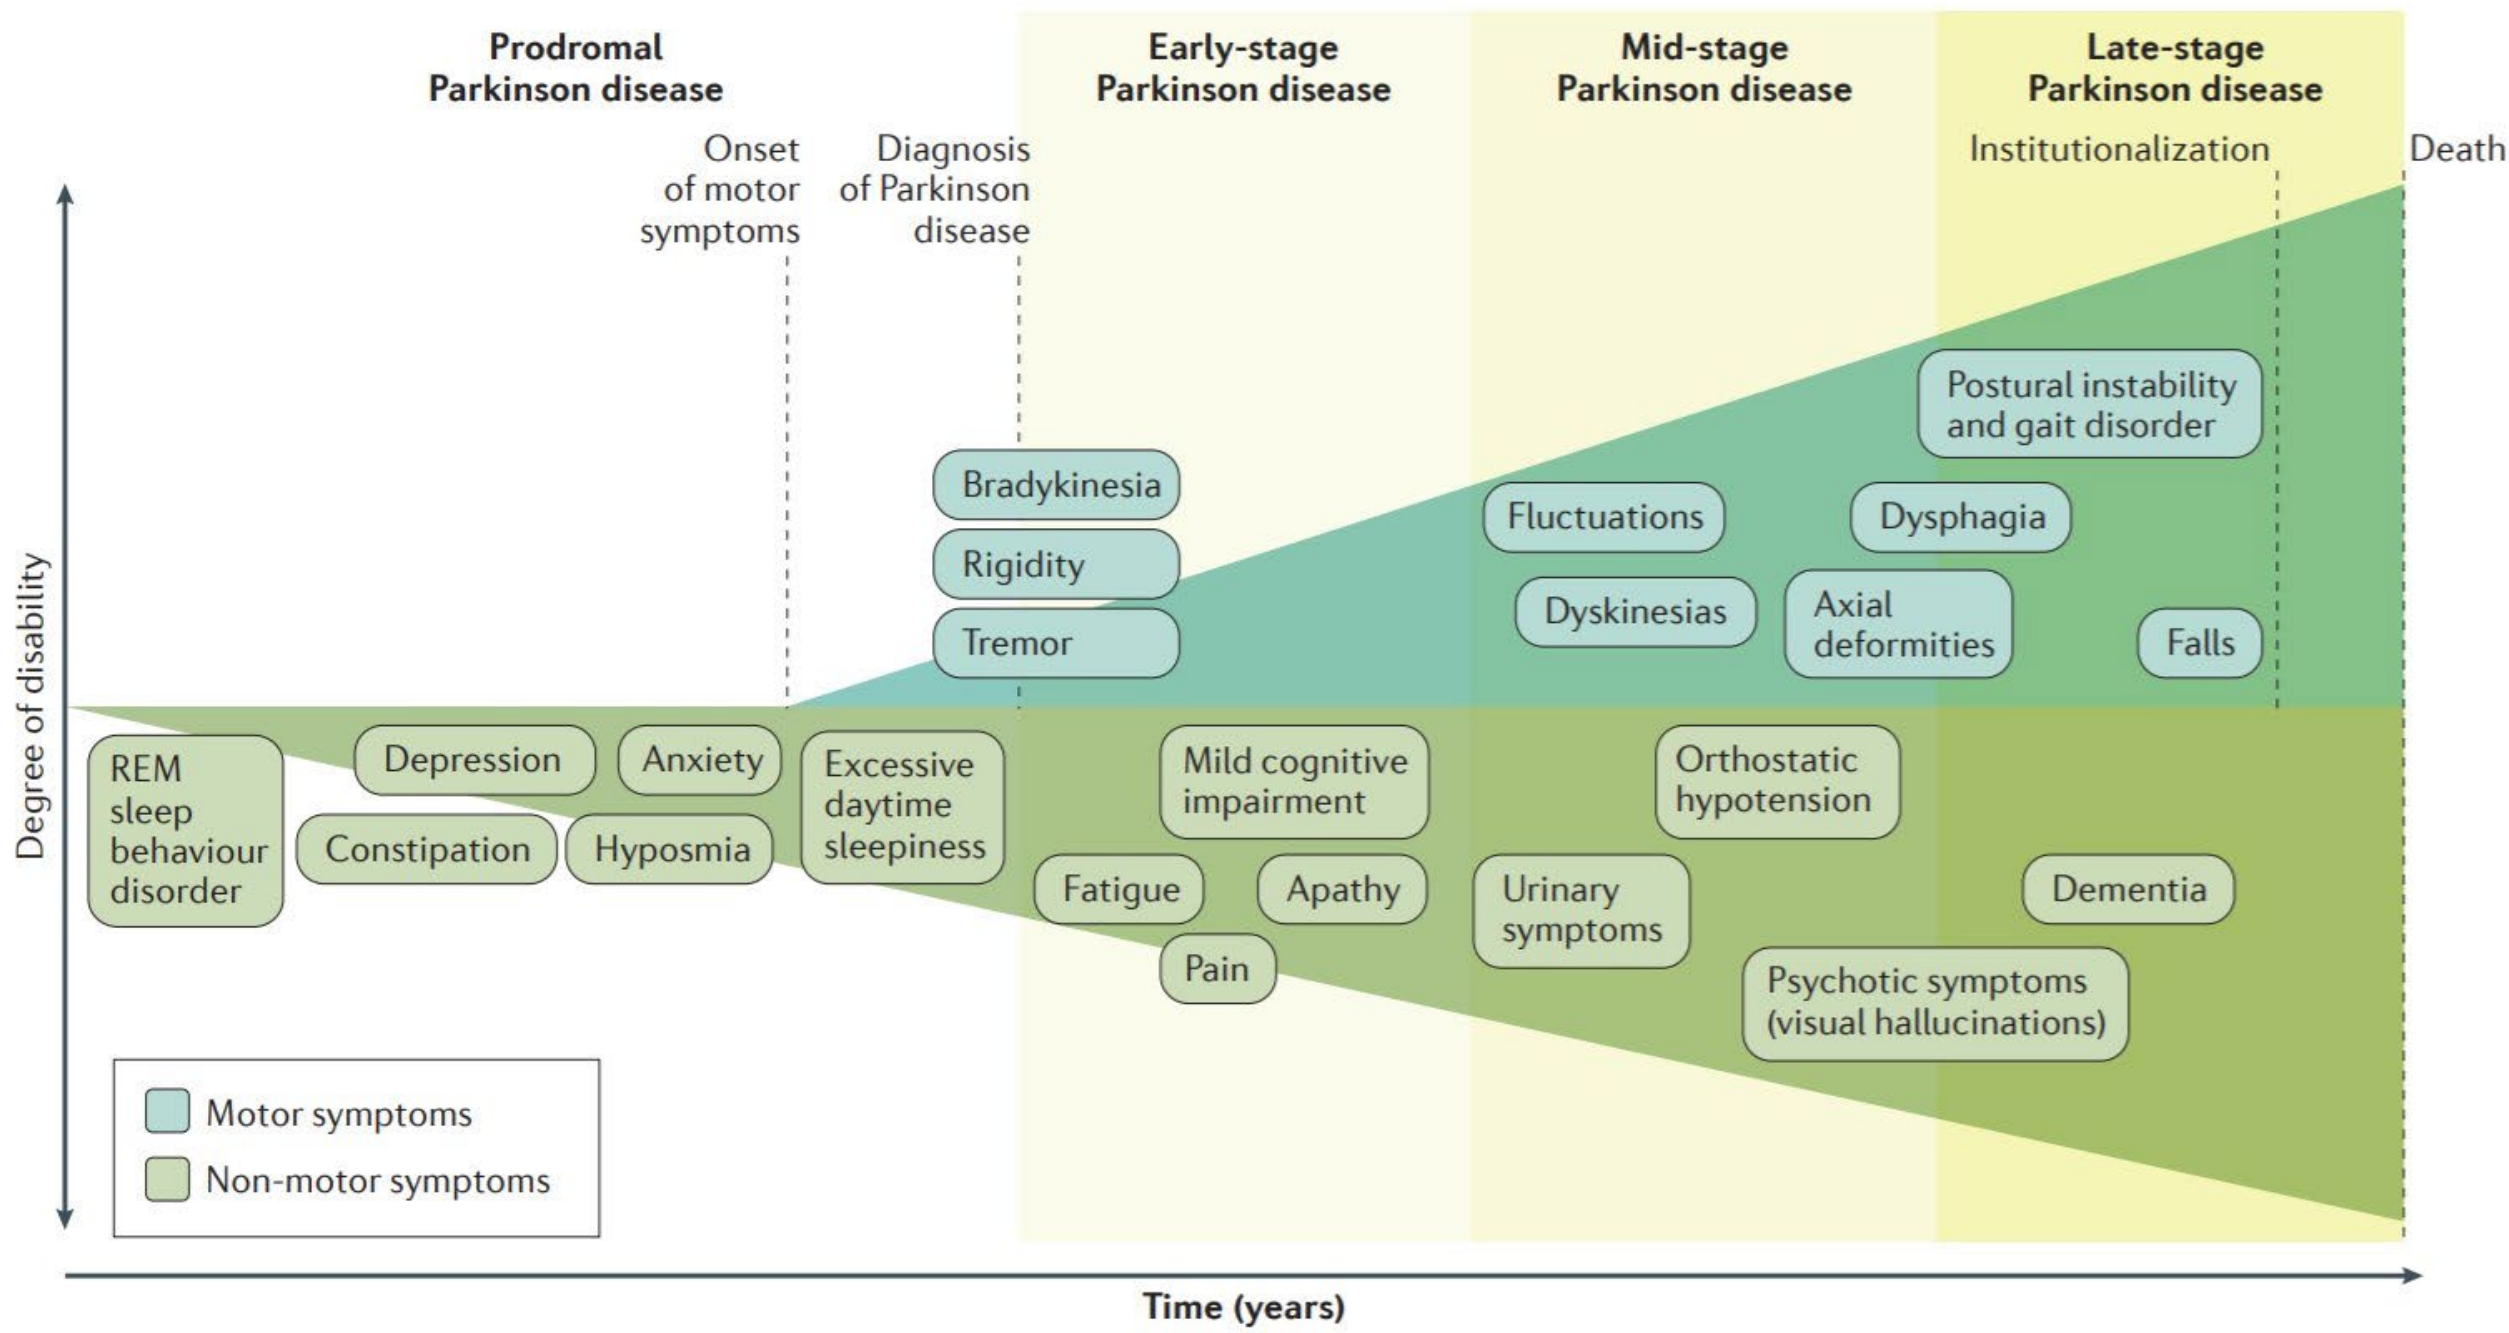 Prodromal
Parkinson disease
Early-stage
Parkinson disease
Mid-stage
Parkinson disease
Late-stage
Parkinson disease
Onset
of motor
symptoms
Diagnosis
of Parkinson
disease
Institutionalization
Death
Degree of disability
Bradykinesia
Rigidity
Tremor
Postural instability
and gait disorder
Fluctuations
Dysphagia
Dyskinesias
Axial
deformities
Falls
REM
sleep
behaviour
disorder
Depression
Anxiety
Constipation
Hyposmia
Excessive
daytime
sleepiness
Mild cognitive
impairment
Fatigue
Apathy
Pain
Orthostatic
hypotension
Urinary
symptoms
Dementia
Psychotic symptoms
(visual hallucinations)
Motor symptoms
Non-motor symptoms
Time (years)